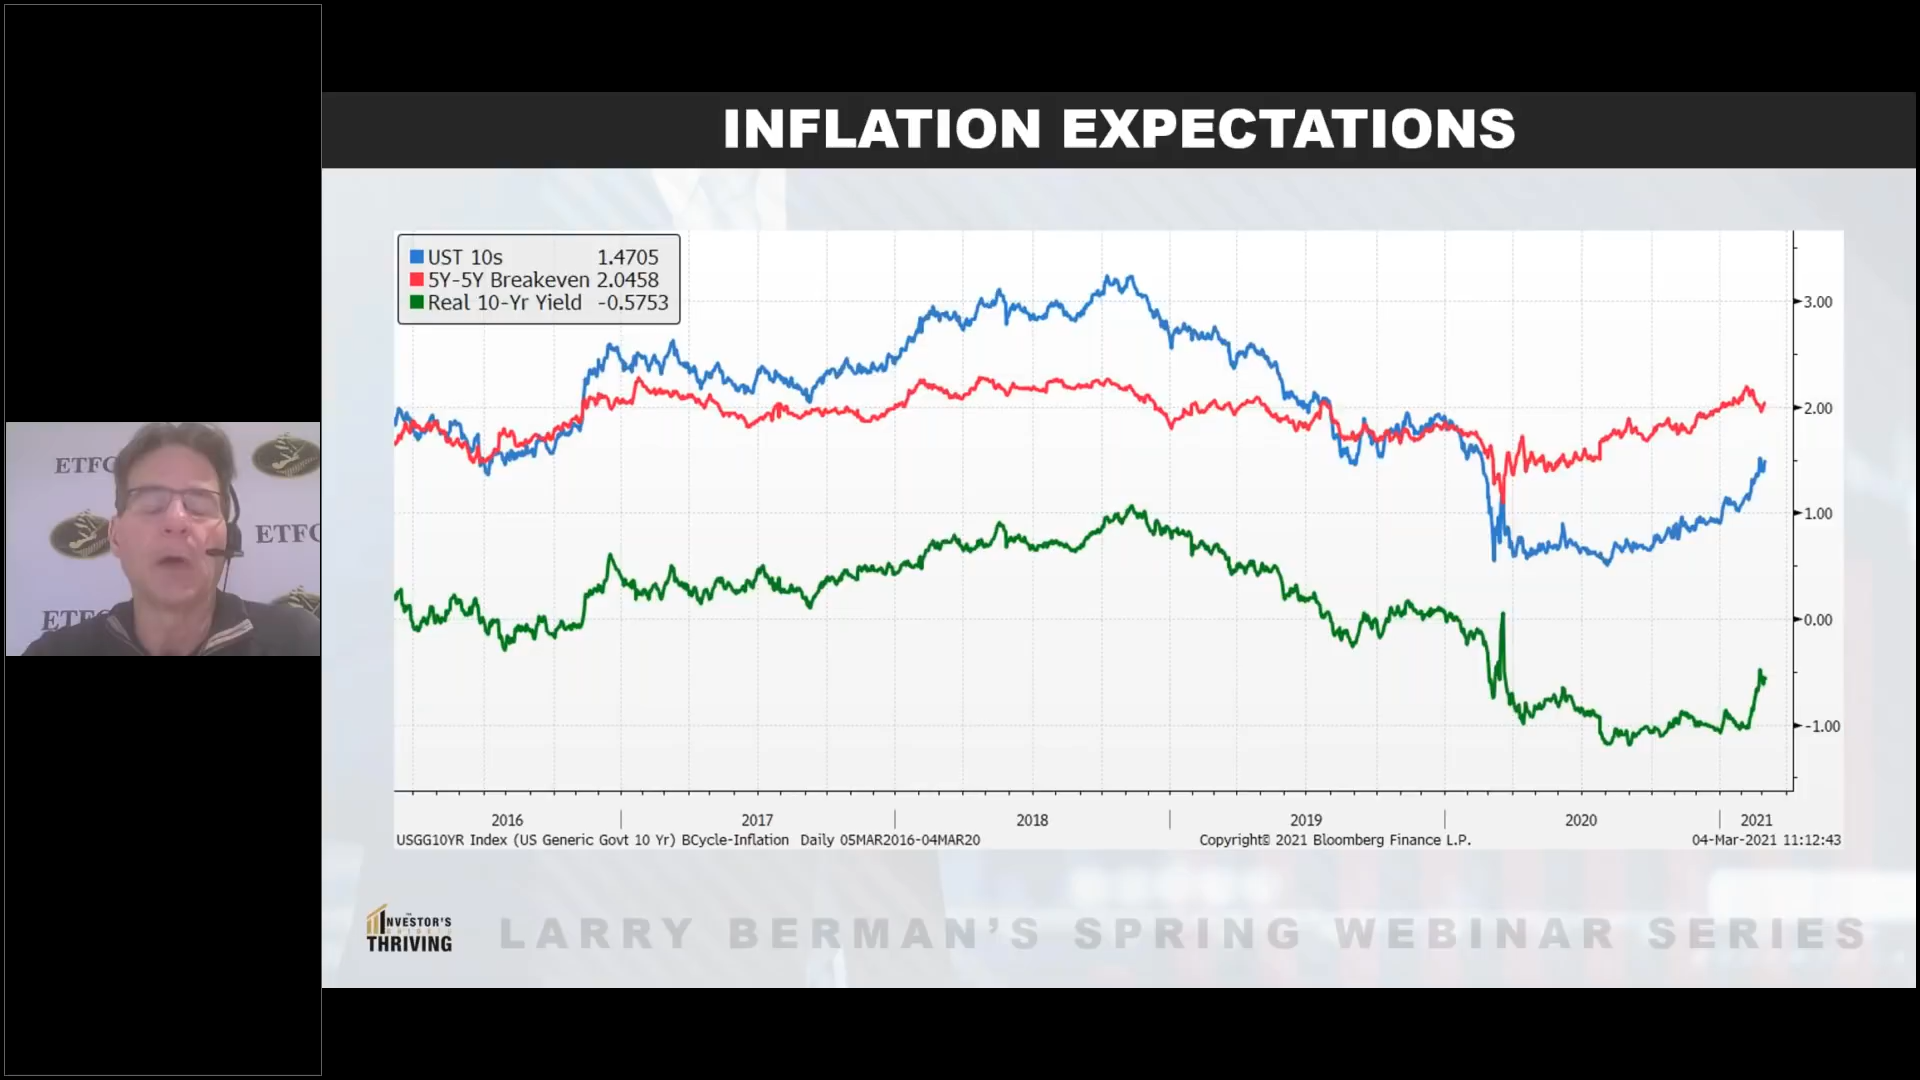 INFLATION EXPECTATIONS
UST 10s 1.4705
5Y-5Y Breakeven 2.0458
Real 10-Yr Yield -0.5753
3.00
2.00
1.00
0.00
-1.00
2016 2017 2018 2019 2020 2021
USGG10YR Index (US Generic Govt 10 Yr) BCycle-Inflation Daily 05MAR2016-04MAR20
Copyright© 2021 Bloomberg Finance L.P.
04-Mar-2021 11:12:43
ETFC
ETFC
ETFC
INVESTOR'S
THRIVING
LARRY BERMAN'S SPRING WEBINAR SERIES